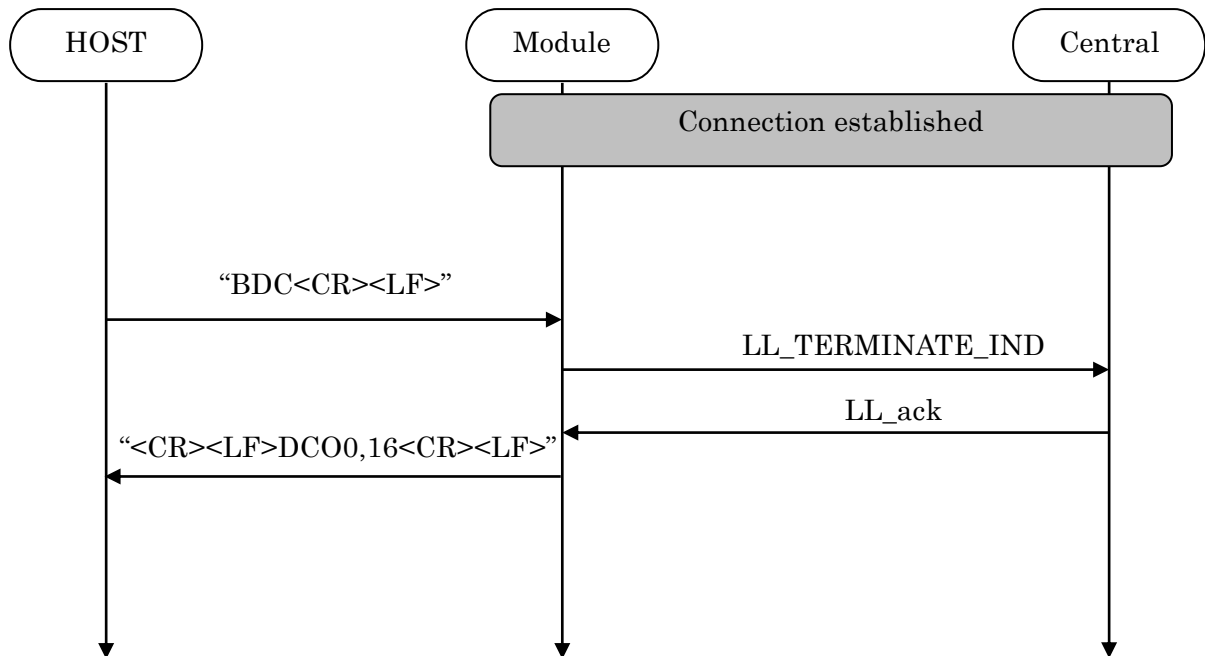 HOST
Module
Central
Connection established
“BDC<CR><LF>”
LL_TERMINATE_IND
LL_ack
“<CR><LF>DCO0,16<CR><LF>”